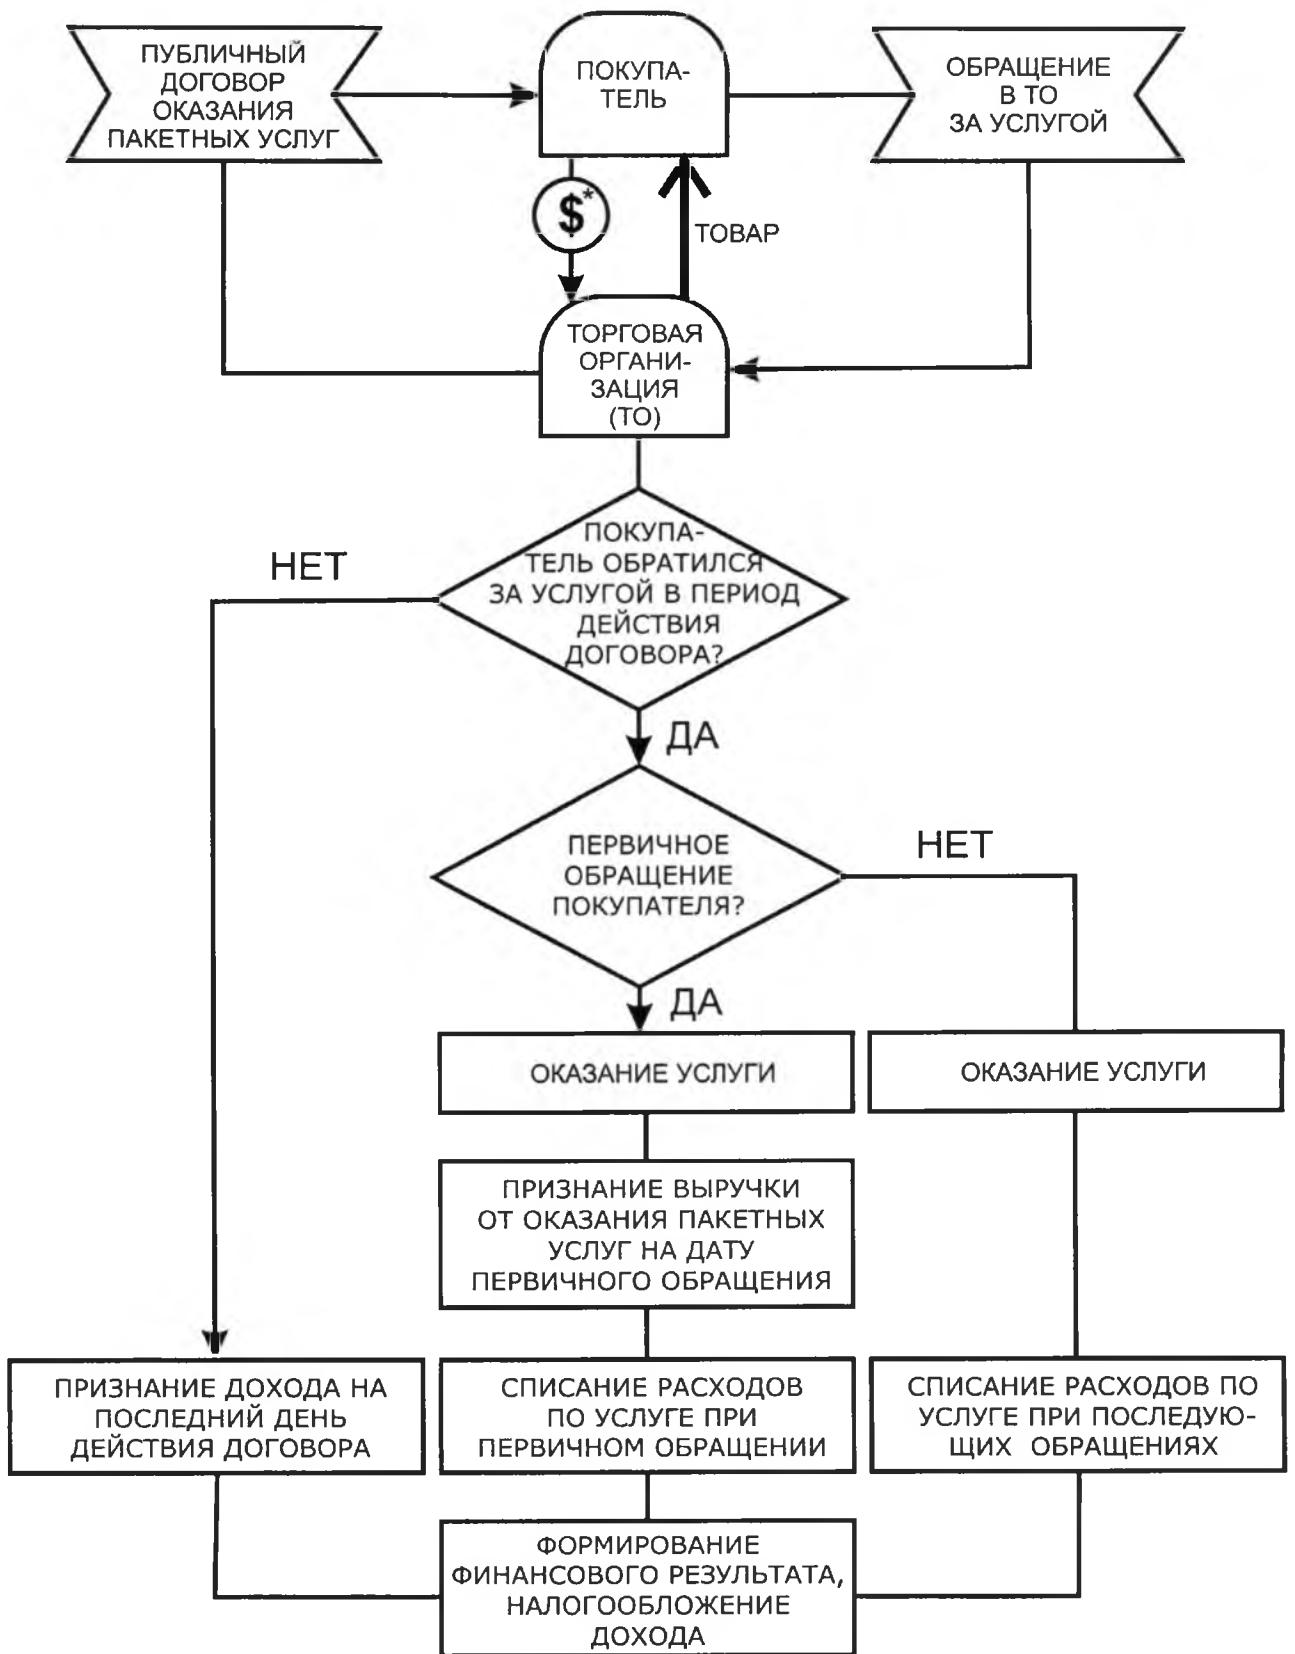 ПУБЛИЧНЫЙ
ДОГОВОР
ОКАЗАНИЯ
ПАКЕТНЫХ УСЛУГ
ПОКУПА-
ТЕЛЬ
ОБРАЩЕНИЕ
В ТО
ЗА УСЛУГОЙ
$*
ТОВАР
ТОРГОВАЯ
ОРГАНИ-
ЗАЦИЯ
(ТО)
ПОКУПА-
ТЕЛЬ ОБРАТИЛСЯ
ЗА УСЛУГОЙ В ПЕРИОД
ДЕЙСТВИЯ
ДОГОВОРА?
НЕТ
ДА
ПЕРВИЧНОЕ
ОБРАЩЕНИЕ
ПОКУПАТЕЛЯ?
НЕТ
ДА
ОКАЗАНИЕ УСЛУГИ
ОКАЗАНИЕ УСЛУГИ
ПРИЗНАНИЕ ВЫРУЧКИ
ОТ ОКАЗАНИЯ ПАКЕТНЫХ
УСЛУГ НА ДАТУ
ПЕРВИЧНОГО ОБРАЩЕНИЯ
ПРИЗНАНИЕ ДОХОДА НА
ПОСЛЕДНИЙ ДЕНЬ
ДЕЙСТВИЯ ДОГОВОРА
СПИСАНИЕ РАСХОДОВ
ПО УСЛУГЕ ПРИ
ПЕРВИЧНОМ ОБРАЩЕНИИ
СПИСАНИЕ РАСХОДОВ ПО
УСЛУГЕ ПРИ ПОСЛЕДУЮ-
ЩИХ ОБРАЩЕНИЯХ
ФОРМИРОВАНИЕ
ФИНАНСОВОГО РЕЗУЛЬТАТА,
НАЛОГООБЛОЖЕНИЕ
ДОХОДА